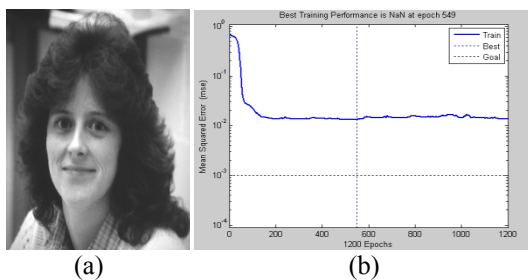 Best Training Performance is NaN at epoch 549
Train
Best
Goal
Mean Squared Error (mse)
10^0
10^-1
10^-2
10^-3
10^-4
0 200 400 600 800 1000 1200
1200 Epochs
(a) (b)